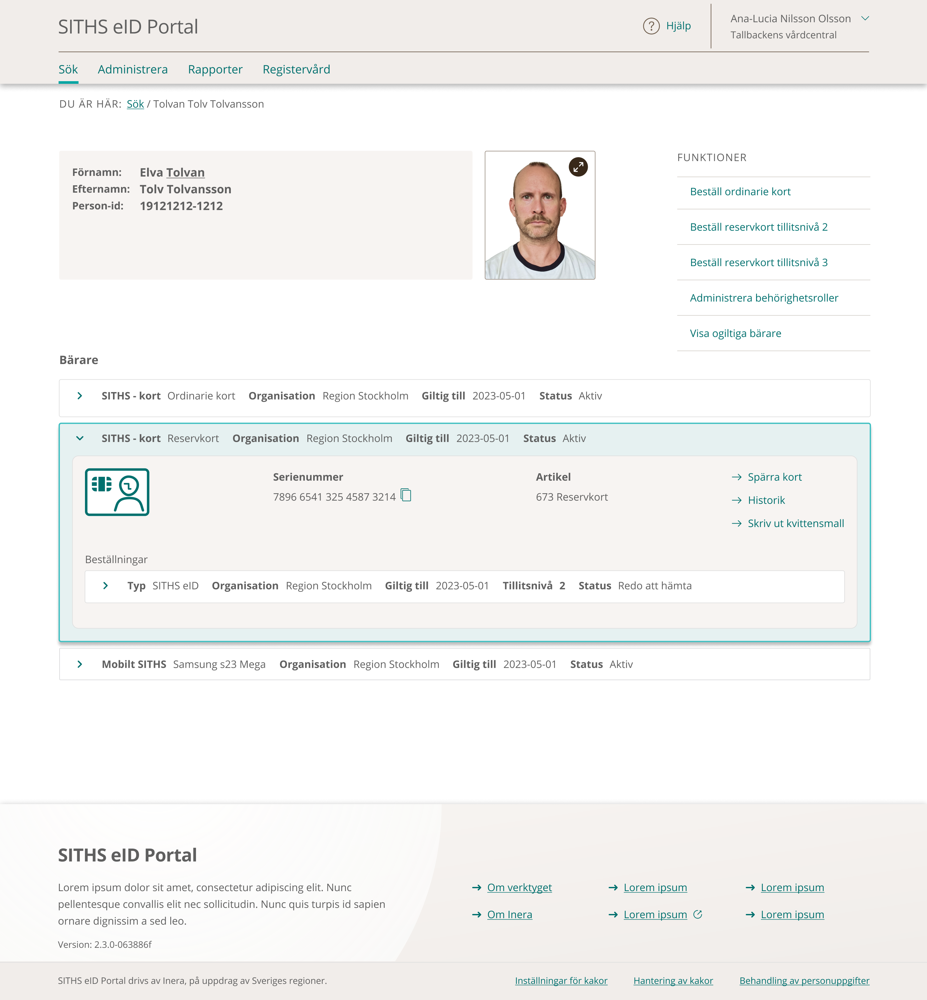 SITHS eID Portal
Hjälp
Ana-Lucia Nilsson Olsson
Tallbackens vårdcentral
Sök Administrera Rapporter Registervård
DU ÄR HÄR: Sök / Tolvan Tolv Tolvansson
Förnamn: Elva Tolvan
Efternamn: Tolv Tolvansson
Person-id: 19121212-1212
FUNKTIONER
Beställ ordinarie kort
Beställ reservkort tillitsnivå 2
Beställ reservkort tillitsnivå 3
Administrera behörighetsroller
Visa ogiltiga bärare
Bärare
SITHS - kort Ordinarie kort Organisation Region Stockholm Giltig till 2023-05-01 Status Aktiv
SITHS - kort Reservkort Organisation Region Stockholm Giltig till 2023-05-01 Status Aktiv
Serienummer
7896 6541 325 4587 3214
Artikel
673 Reservkort
Spärra kort
Historik
Skriv ut kvittensmall
Beställningar
Typ SITHS eID Organisation Region Stockholm Giltig till 2023-05-01 Tillitsnivå 2 Status Redo att hämta
Mobilt SITHS Samsung s23 Mega Organisation Region Stockholm Giltig till 2023-05-01 Status Aktiv
SITHS eID Portal
Lorem ipsum dolor sit amet, consectetur adipiscing elit. Nunc
pellentesque convallis elit nec sollicitudin. Nunc quis turpis id sapien
ornare dignissim a sed leo.
Version: 2.3.0-063886f
Om verktyget Lorem ipsum Lorem ipsum
Om Inera Lorem ipsum Lorem ipsum
SITHS eID Portal drivs av Inera, på uppdrag av Sveriges regioner.
Inställningar för kakor Hantering av kakor Behandling av personuppgifter